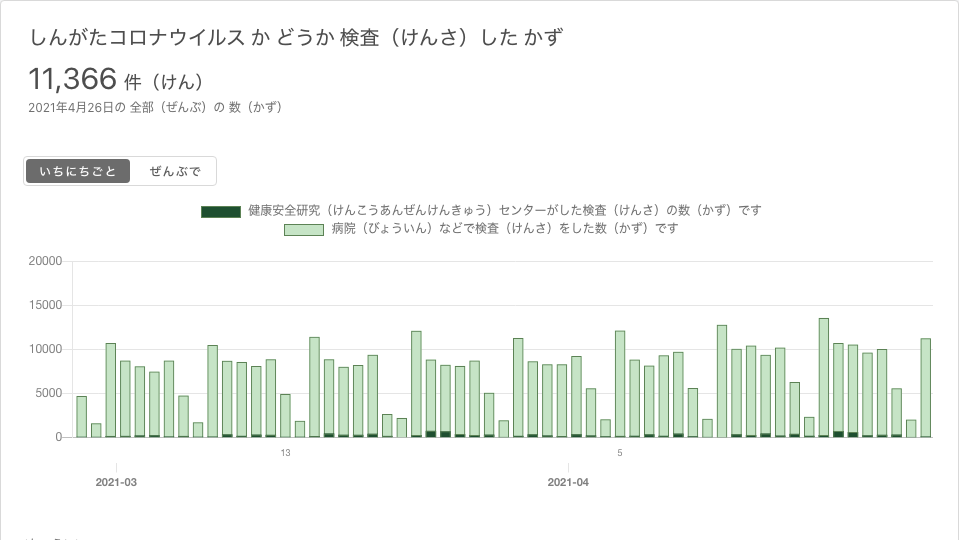 しんがたコロナウイルス か どうか 検査（けんさ）した かず
11,366 件（けん）
2021年4月26日の 全部（ぜんぶ）の 数（かず）
いちにちごと ぜんぶで
健康安全研究（けんこうあんぜんけんきゅう）センターがした検査（けんさ）の数（かず）です
病院（びょういん）などで検査（けんさ）をした数（かず）です
20000
15000
10000
5000
0
13 5
2021-03 2021-04